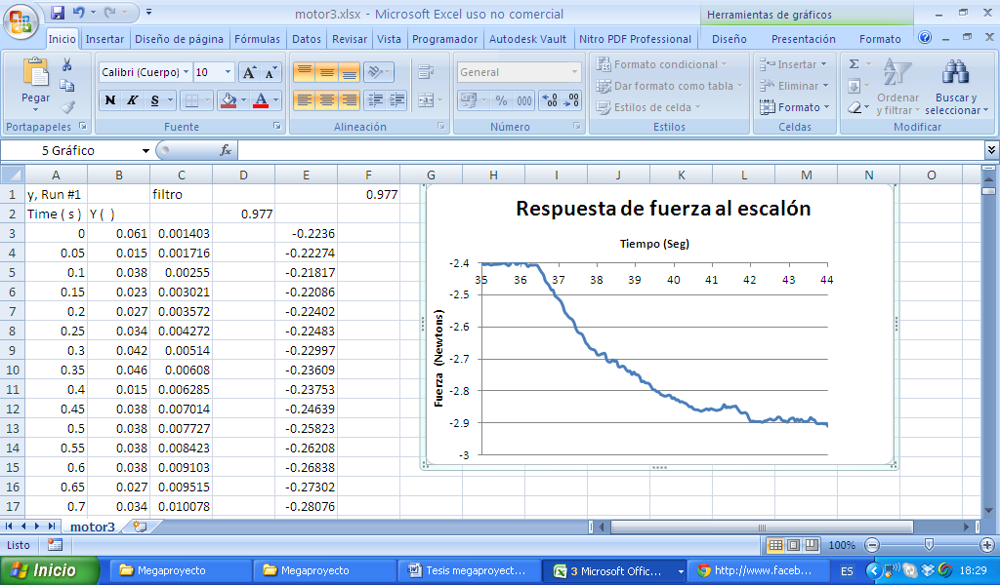 motor3.xlsx - Microsoft Excel uso no comercial
Herramientas de gráficos
Inicio Insertar Diseño de página Fórmulas Datos Revisar Vista Programador Autodesk Vault Nitro PDF Professional Diseño Presentación Formato
Pegar
Portapapeles
Calibri (Cuerpo) 10
N K S
Fuente
Alineación
General
% 000
Número
Formato condicional
Dar formato como tabla
Estilos de celda
Estilos
Insertar
Eliminar
Formato
Celdas
Σ
Ordenar y filtrar
Buscar y seleccionar
Modificar
5 Gráfico fx
A B C D E F G H I J K L M N O
1 y, Run #1 filtro 0.977
2 Time ( s ) Y ( ) 0.977
3 0 0.061 0.001403 -0.2236
4 0.05 0.015 0.001716 -0.22274
5 0.1 0.038 0.00255 -0.21817
6 0.15 0.023 0.003021 -0.22086
7 0.2 0.027 0.003572 -0.22402
8 0.25 0.034 0.004272 -0.22483
9 0.3 0.042 0.00514 -0.22997
10 0.35 0.046 0.00608 -0.23609
11 0.4 0.015 0.006285 -0.23753
12 0.45 0.038 0.007014 -0.24639
13 0.5 0.038 0.007727 -0.25823
14 0.55 0.038 0.008423 -0.26208
15 0.6 0.038 0.009103 -0.26838
16 0.65 0.027 0.009515 -0.27302
17 0.7 0.034 0.010078 -0.28076
Respuesta de fuerza al escalón
Tiempo (Seg)
35 36 37 38 39 40 41 42 43 44
Fuerza (Newtons)
-2.4
-2.5
-2.6
-2.7
-2.8
-2.9
-3
motor3
Listo 100%
Inicio Megaproyecto Megaproyecto Tesis megaproyect... 3 Microsoft Offic... http://www.faceb... ES 18:29